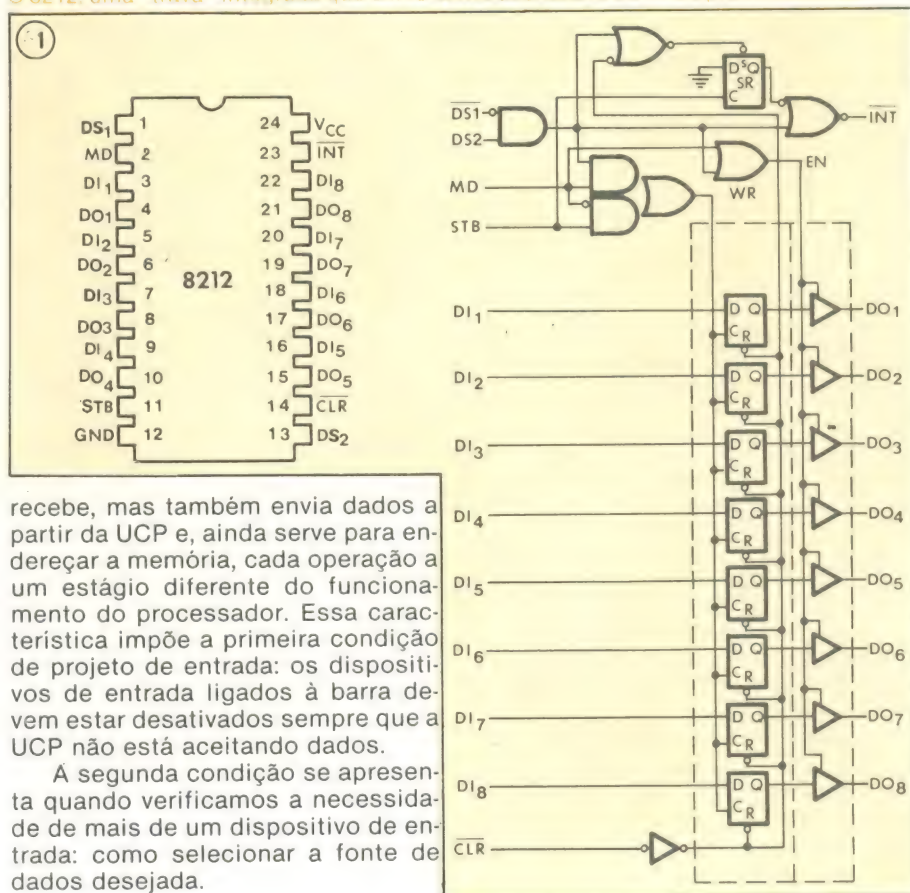 1
DS1 1 24 VCC
MD 2 23 INT
DI1 3 22 DI8
DO1 4 21 DO8
DI2 5 20 DI7
DO2 6 19 DO7
8212
DI3 7 18 DI6
DO3 8 17 DO6
DI4 9 16 DI5
DO4 10 15 DO5
STB 11 14 CLR
GND 12 13 DS2
D S Q
SR
C
DS1
DS2
INT
EN
MD
WR
STB
DI1 D Q CR DO1
DI2 D Q CR DO2
DI3 D Q CR DO3
DI4 D Q CR DO4
DI5 D Q CR DO5
DI6 D Q CR DO6
DI7 D Q CR DO7
DI8 D Q CR DO8
CLR
recebe, mas também envia dados a
partir da UCP e, ainda serve para en-
dereçar a memória, cada operação a
um estágio diferente do funciona-
mento do processador. Essa carac-
terística impõe a primeira condição
de projeto de entrada: os dispositi-
vos de entrada ligados à barra de-
vem estar desativados sempre que a
UCP não está aceitando dados.
A segunda condição se apresen-
ta quando verificamos a necessida-
de de mais de um dispositivo de en-
trada: como selecionar a fonte de
dados desejada.